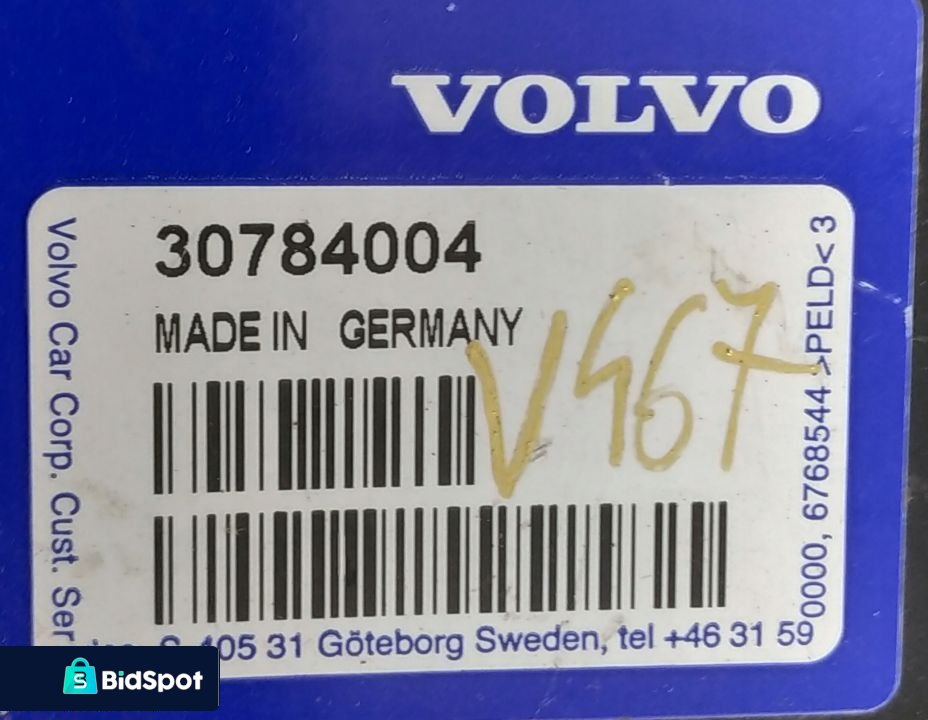 VOLVO
30784004
MADE IN GERMANY
V467
Volvo Car Corp. Cust. Ser
S-405 31 Göteborg Sweden, tel +46 31 59
0000, 6768544 >PELD< 3
BidSpot